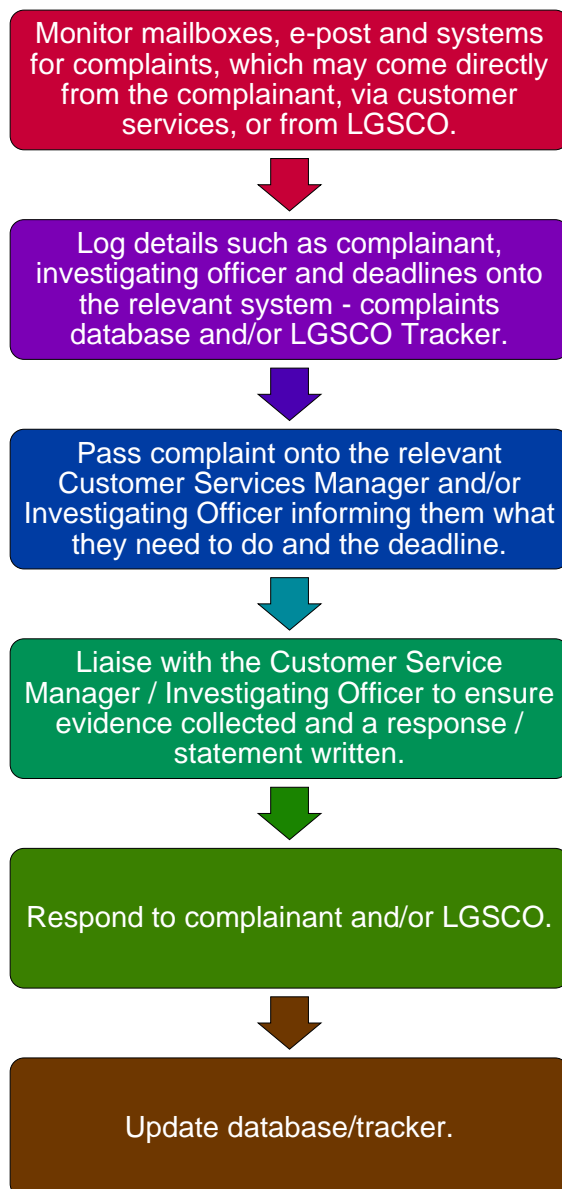 Monitor mailboxes, e-post and systems
for complaints, which may come directly
from the complainant, via customer
services, or from LGSCO.
Log details such as complainant,
investigating officer and deadlines onto
the relevant system - complaints
database and/or LGSCO Tracker.
Pass complaint onto the relevant
Customer Services Manager and/or
Investigating Officer informing them what
they need to do and the deadline.
Liaise with the Customer Service
Manager / Investigating Officer to ensure
evidence collected and a response /
statement written.
Respond to complainant and/or LGSCO.
Update database/tracker.